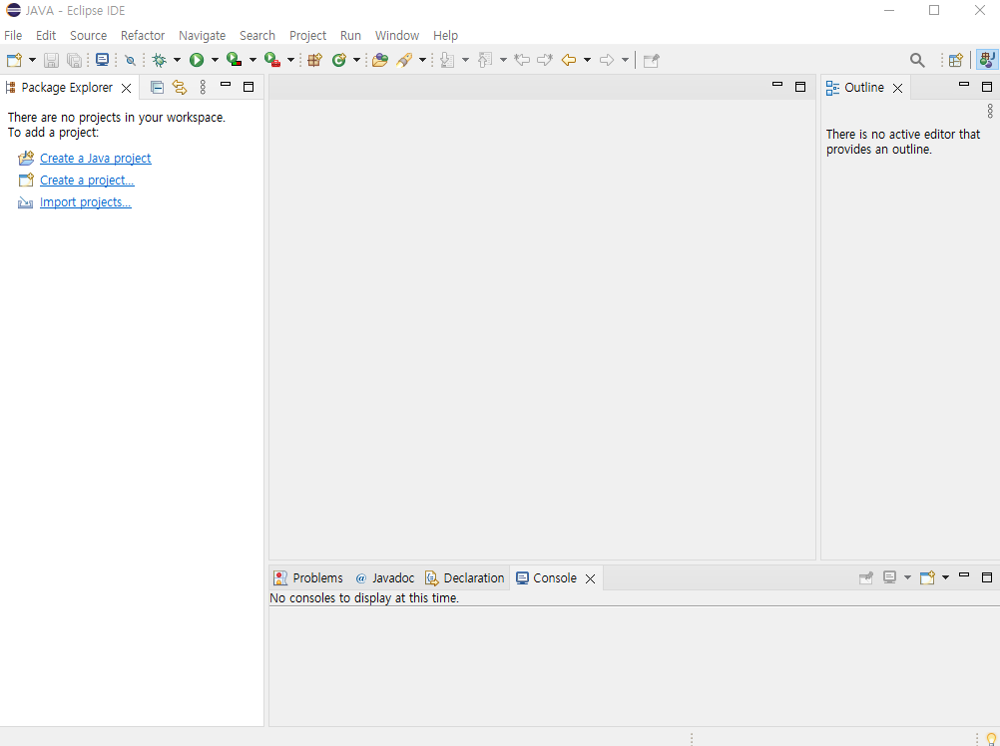 JAVA - Eclipse IDE
File Edit Source Refactor Navigate Search Project Run Window Help
Package Explorer
There are no projects in your workspace.
To add a project:
Create a Java project
Create a project...
Import projects...
Outline
There is no active editor that
provides an outline.
Problems @ Javadoc Declaration Console
No consoles to display at this time.